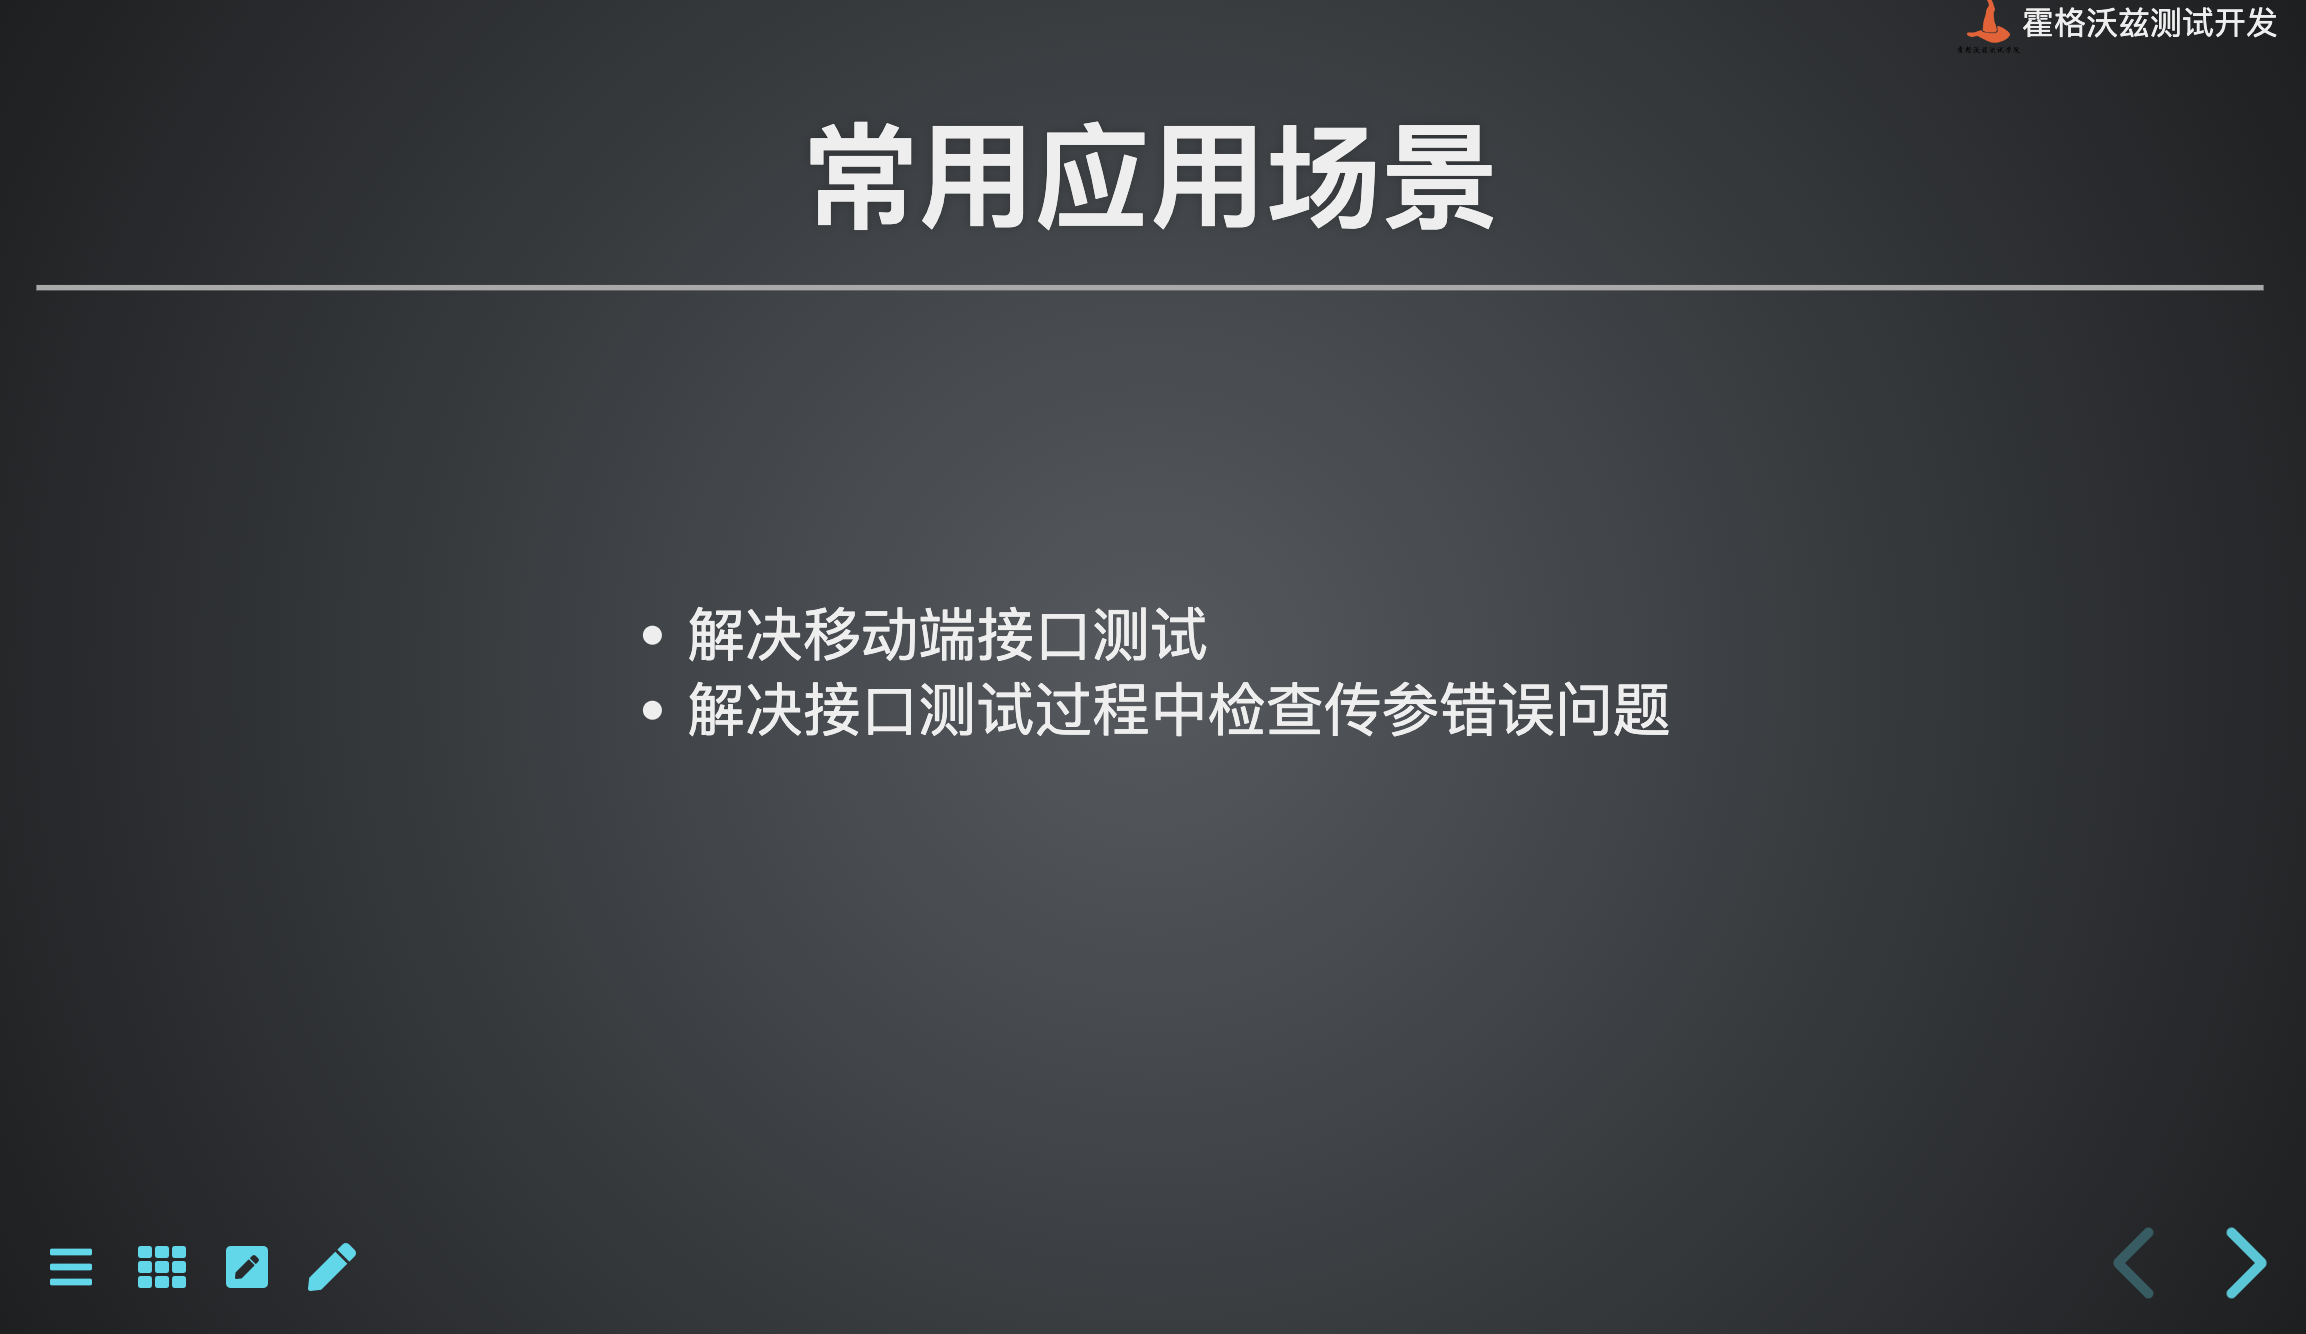 霍格沃兹测试开发
常用应用场景
解决移动端接口测试
解决接口测试过程中检查传参错误问题